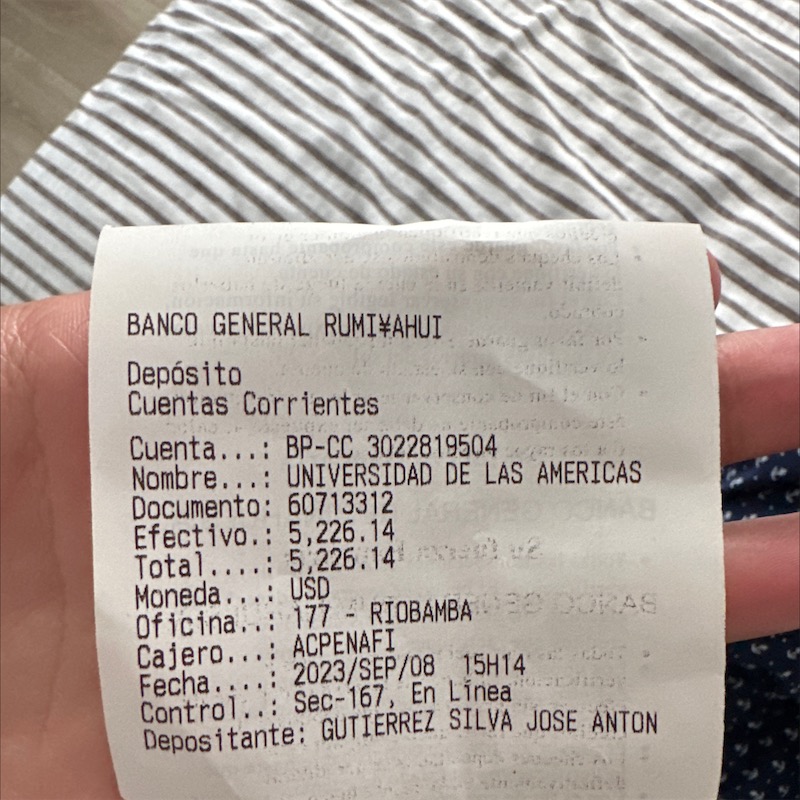 BANCO GENERAL RUMI¥AHUI
Depósito
Cuentas Corrientes
Cuenta...: BP-CC 3022819504
Nombre...: UNIVERSIDAD DE LAS AMERICAS
Documento: 60713312
Efectivo.: 5,226.14
Total....: 5,226.14
Moneda...: USD
Oficina..: 177 - RIOBAMBA
Cajero...: ACPENAFI
Fecha....: 2023/SEP/08 15H14
Control..: Sec-167, En Línea
Depositante: GUTIERREZ SILVA JOSE ANTON